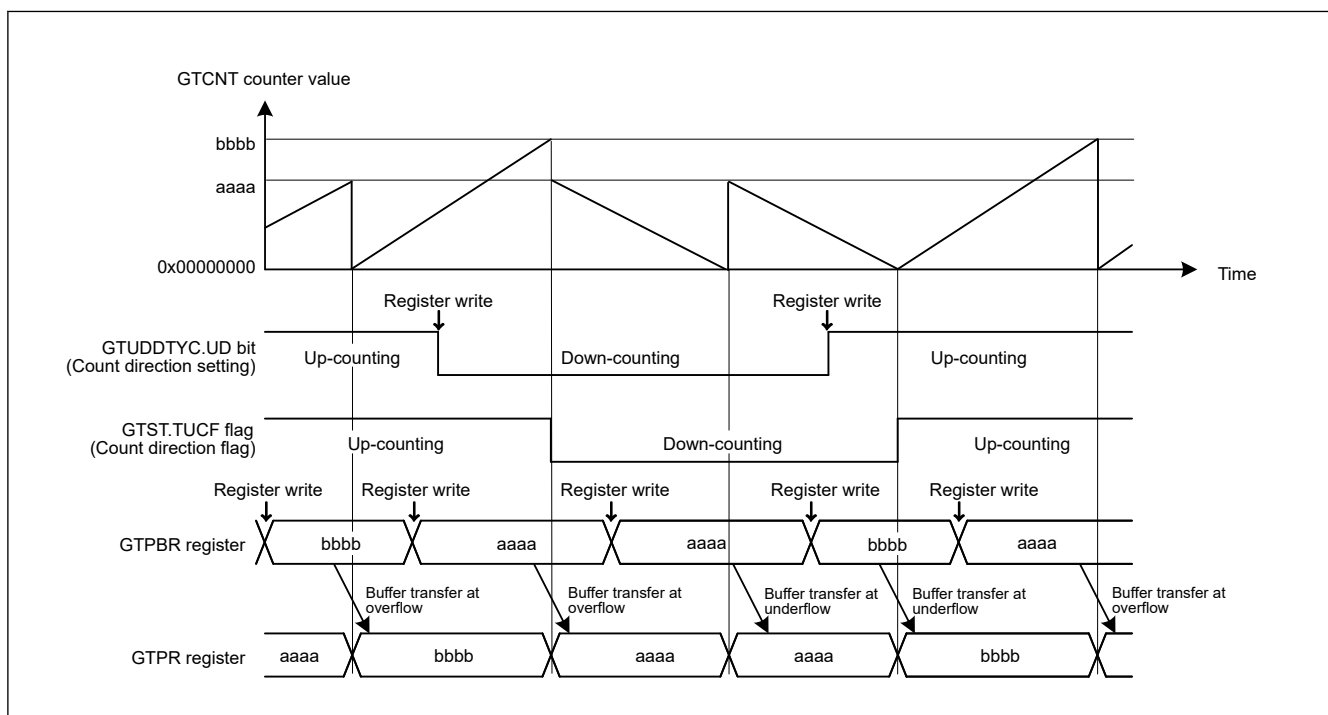 GTCNT counter value
bbbb
aaaa
0x00000000
Time
Register write
Register write
GTUDDTYC.UD bit
(Count direction setting)
Up-counting
Down-counting
Up-counting
GTST.TUCF flag
(Count direction flag)
Up-counting
Down-counting
Up-counting
Register write
Register write
Register write
Register write
Register write
GTPBR register
bbbb
aaaa
aaaa
bbbb
aaaa
Buffer transfer at
overflow
Buffer transfer at
overflow
Buffer transfer at
underflow
Buffer transfer at
underflow
Buffer transfer at
overflow
GTPR register
aaaa
bbbb
aaaa
aaaa
bbbb